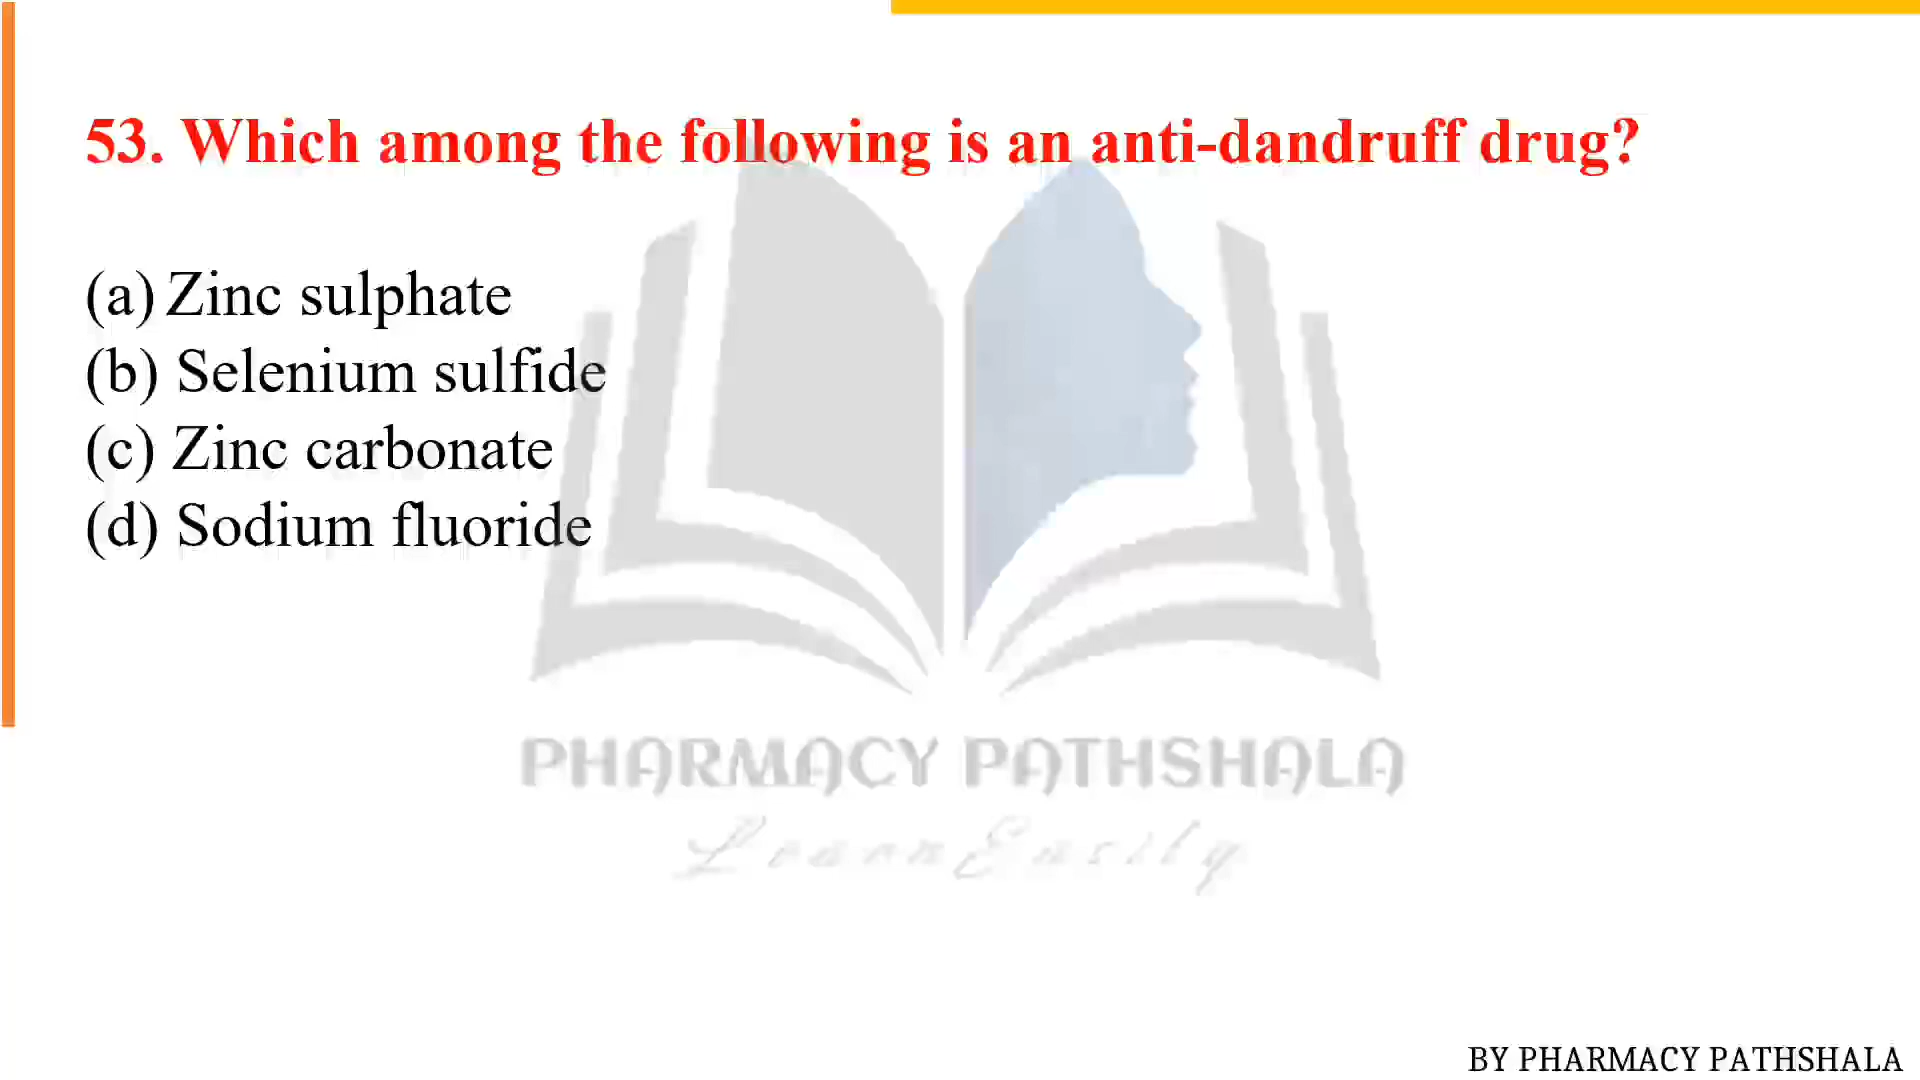 53. Which among the following is an anti-dandruff drug?
(a) Zinc sulphate
(b) Selenium sulfide
(c) Zinc carbonate
(d) Sodium fluoride
PHARMACY PATHSHALA
Learn Easily
BY PHARMACY PATHSHALA